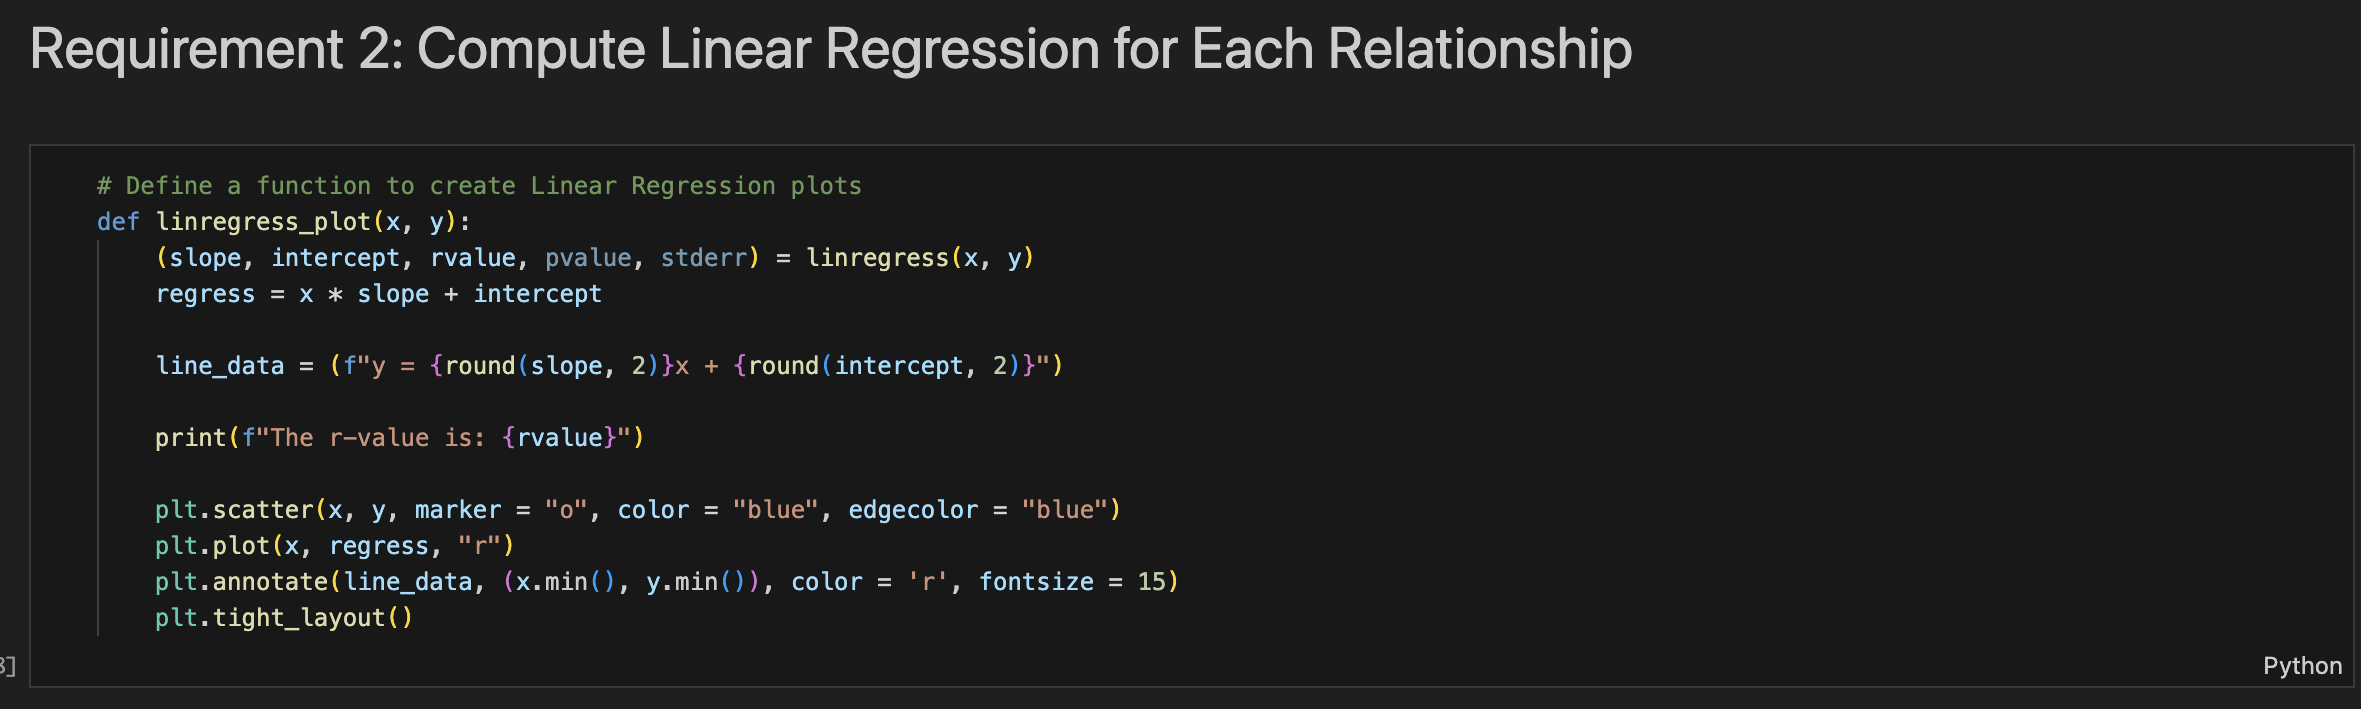 Requirement 2: Compute Linear Regression for Each Relationship
# Define a function to create Linear Regression plots
def linregress_plot(x, y):
    (slope, intercept, rvalue, pvalue, stderr) = linregress(x, y)
    regress = x * slope + intercept
    line_data = (f"y = {round(slope, 2)}x + {round(intercept, 2)}")
    print(f"The r-value is: {rvalue}")
    plt.scatter(x, y, marker = "o", color = "blue", edgecolor = "blue")
    plt.plot(x, regress, "r")
    plt.annotate(line_data, (x.min(), y.min()), color = 'r', fontsize = 15)
    plt.tight_layout()
Python